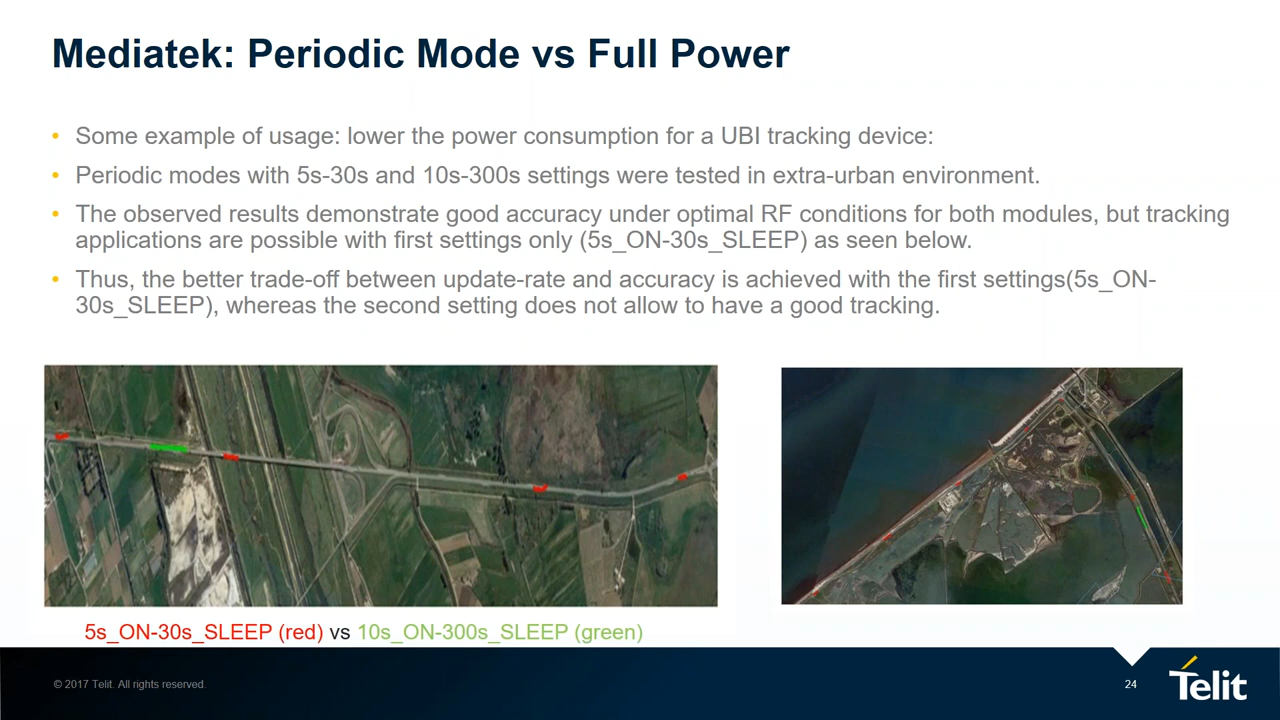 Mediatek: Periodic Mode vs Full Power
• Some example of usage: lower the power consumption for a UBI tracking device:
• Periodic modes with 5s-30s and 10s-300s settings were tested in extra-urban environment.
• The observed results demonstrate good accuracy under optimal RF conditions for both modules, but tracking
applications are possible with first settings only (5s_ON-30s_SLEEP) as seen below.
• Thus, the better trade-off between update-rate and accuracy is achieved with the first settings(5s_ON-
30s_SLEEP), whereas the second setting does not allow to have a good tracking.
5s_ON-30s_SLEEP (red) vs 10s_ON-300s_SLEEP (green)
© 2017 Telit. All rights reserved.
24
Telit